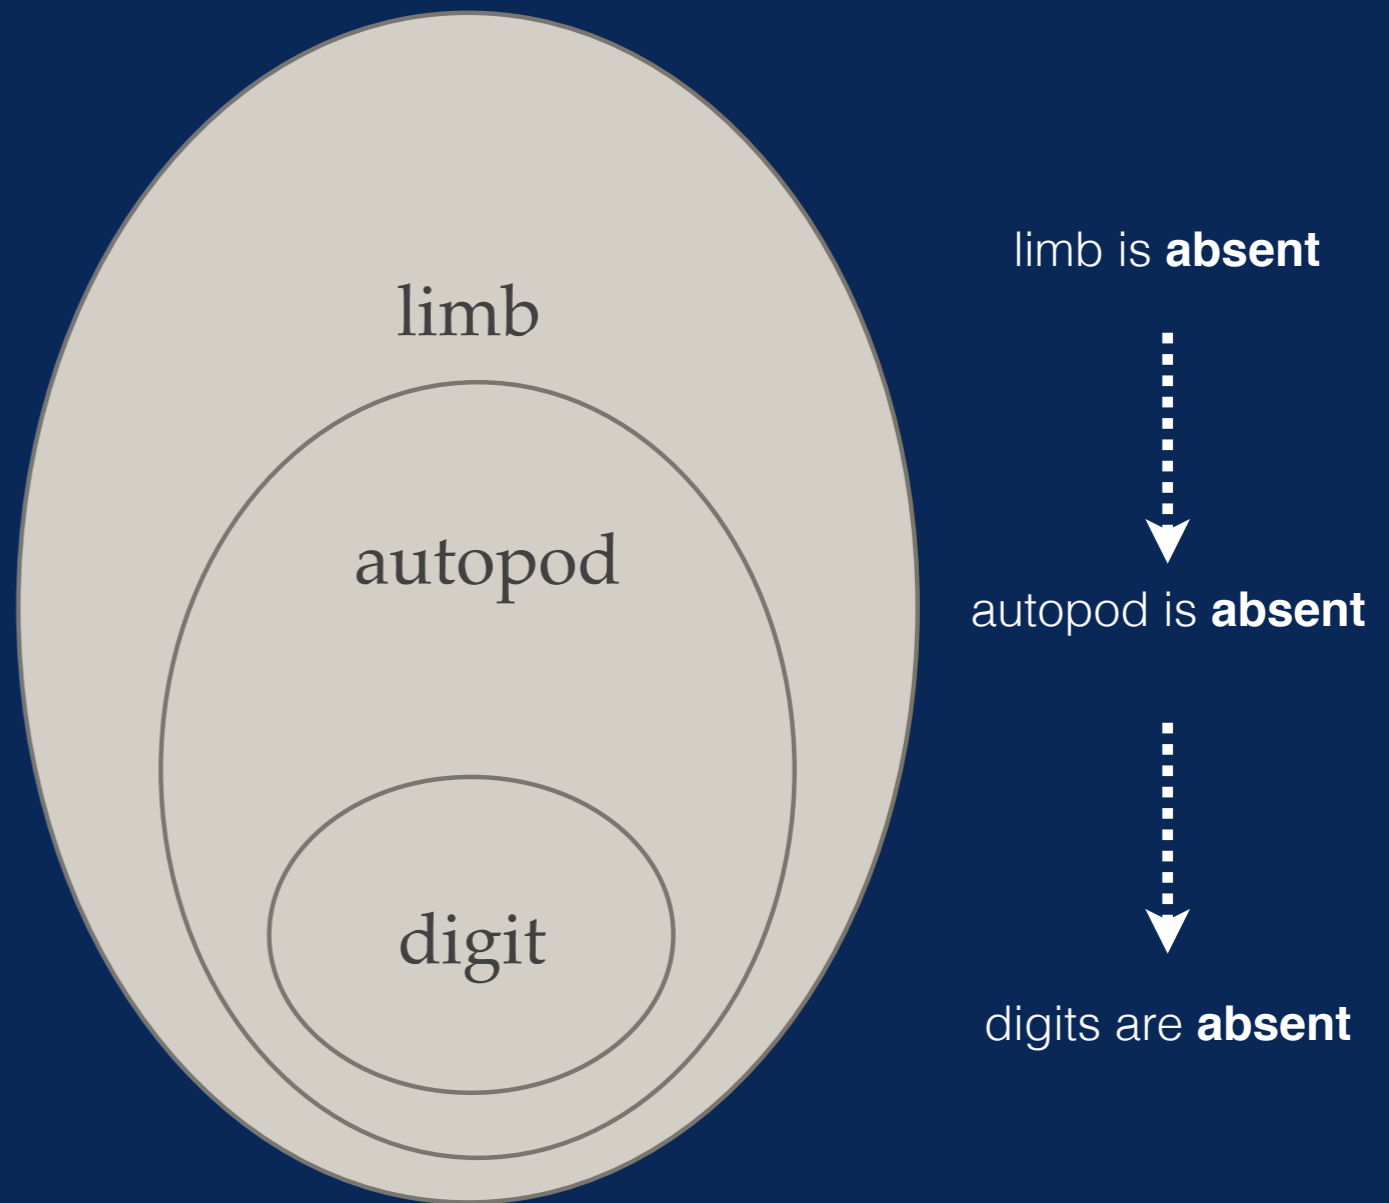 limb
autopod
digit
limb is absent
autopod is absent
digits are absent